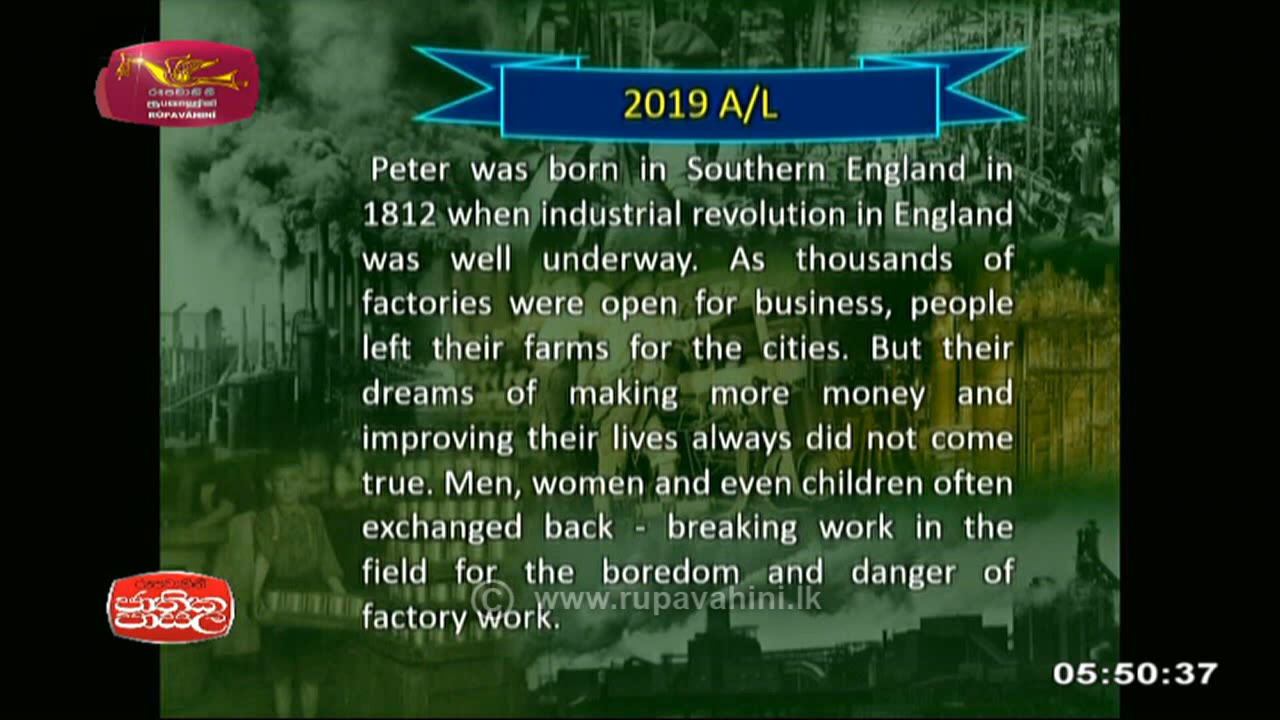 රූපවාහිනී
ரூபவாஹினி
RUPAVAHINI
2019 A/L
Peter was born in Southern England in
1812 when industrial revolution in England
was well underway. As thousands of
factories were open for business, people
left their farms for the cities. But their
dreams of making more money and
improving their lives always did not come
true. Men, women and even children often
exchanged back - breaking work in the
field for the boredom and danger of
factory work.
© www.rupavahini.lk
රූපවාහිනී
ජාතික
පාසල
05:50:37